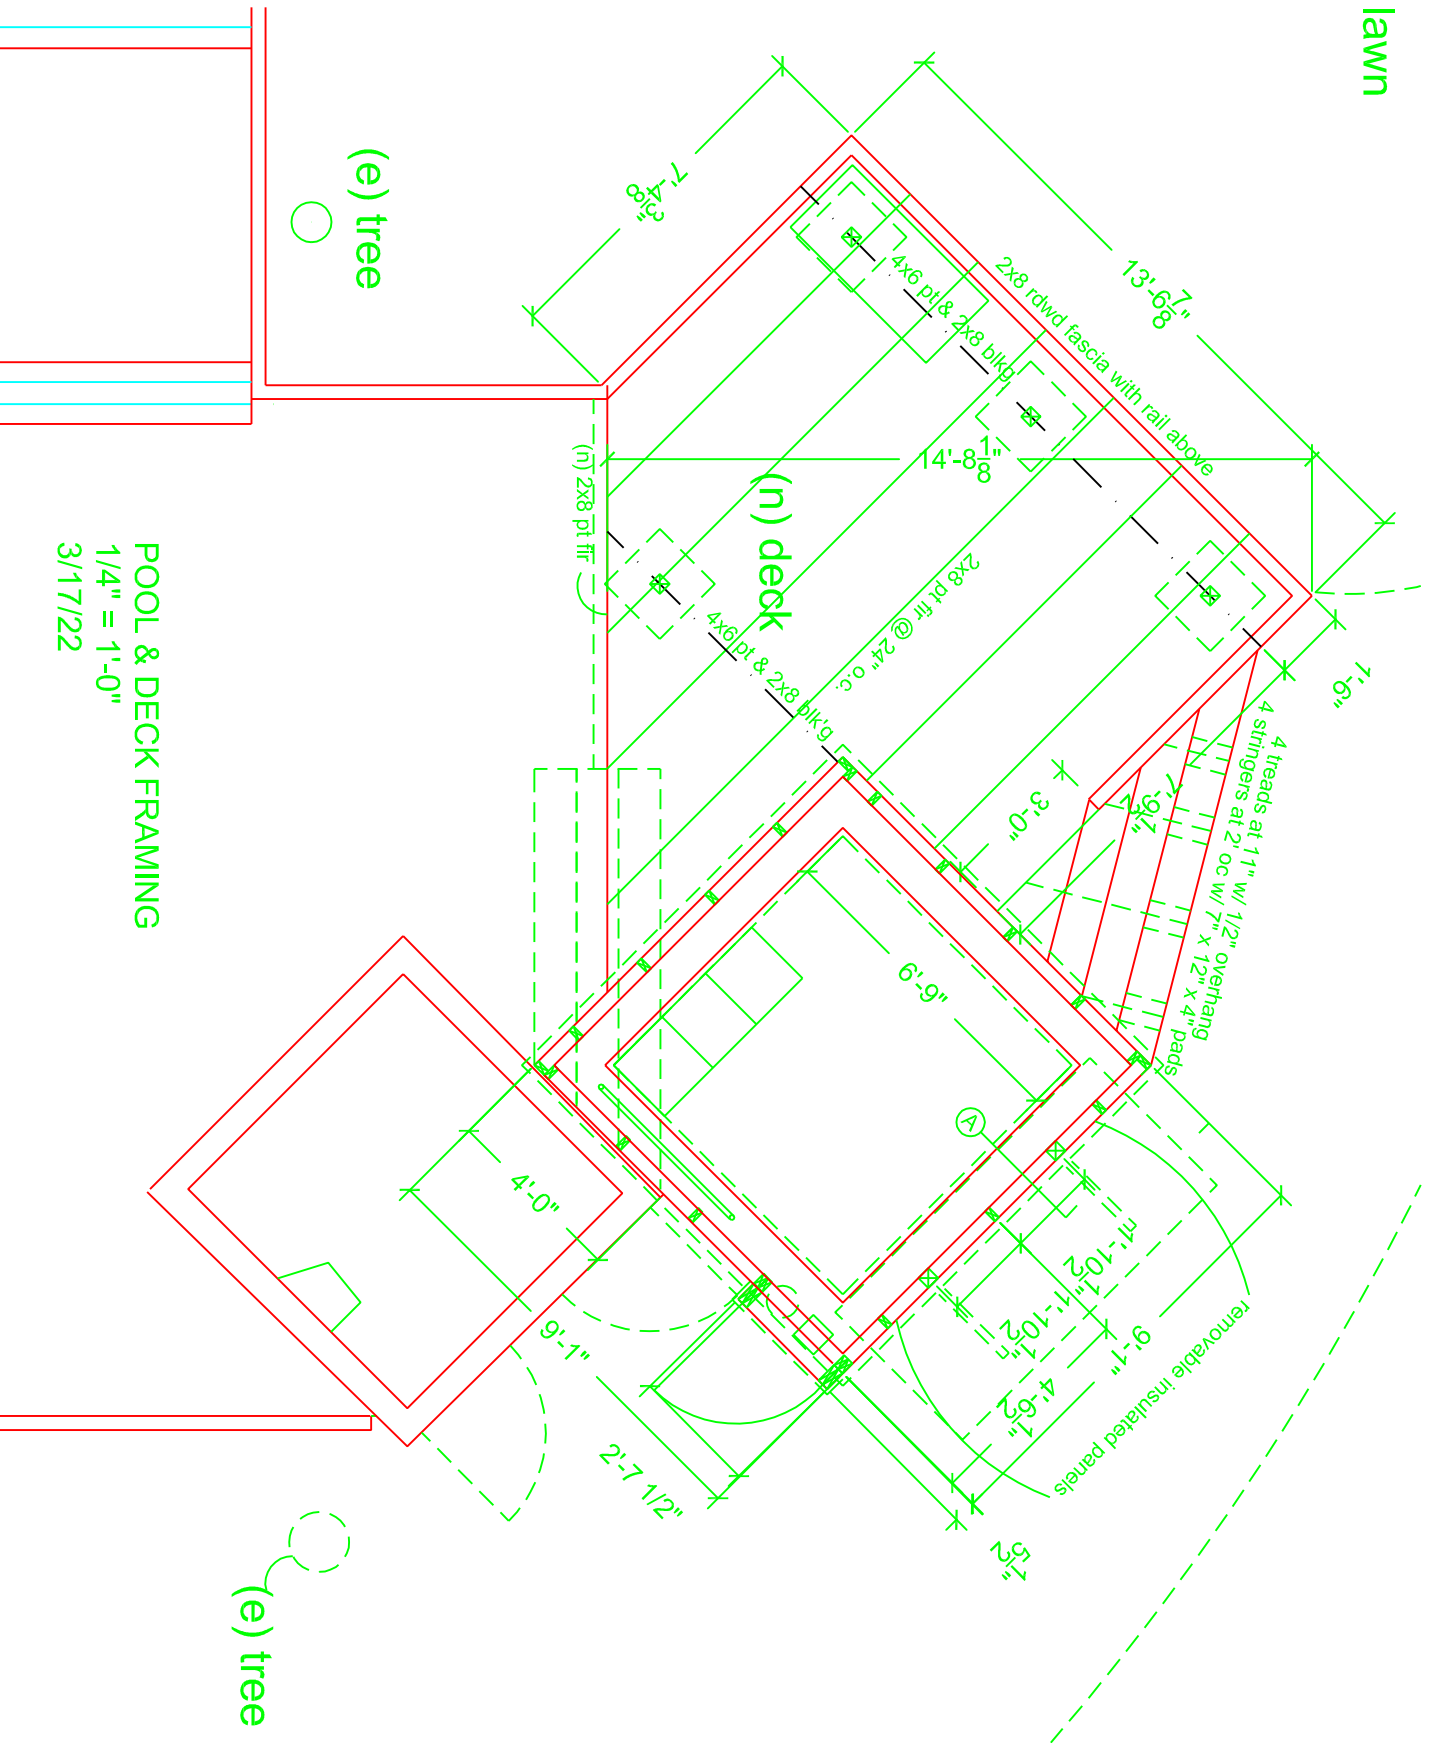 lawn
(e) tree
7'-4 3/8"
13'-6 7/8"
2x8 rdwd fascia with rail above
4x6 pt & 2x8 blkg
14'-8 1/8"
(n) deck
(n) 2x8 pt fir
2x8 pt fir @ 24" o.c.
4x6 pt & 2x8 blk'g
1'-6"
4 treads at 11" w/ 1/2" overhang
4 stringers at 2' oc w/ 7" x 12" x 4" pads
7'-9 1/2"
3'-0"
POOL & DECK FRAMING
1/4" = 1'-0"
3/17/22
6'-9"
A
4'-0"
9'-1"
1'-10 1/2"
1'-10 1/2"
9'-1"
4'-6 1/2"
removable insulated panels
2'-7 1/2"
5 1/2"
(e) tree